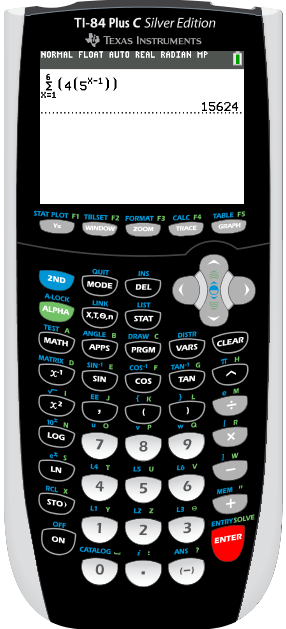 TI-84 Plus C Silver Edition
TEXAS INSTRUMENTS
NORMAL FLOAT AUTO REAL RADIAN MP
6
Σ (4(5^X-1))
X=1
15624
STAT PLOT F1 TBLSET F2 FORMAT F3 CALC F4 TABLE F5
Y= WINDOW ZOOM TRACE GRAPH
QUIT INS
2ND MODE DEL
A-LOCK LINK LIST
ALPHA X,T,Θ,n STAT
TEST A ANGLE B DRAW C DISTR
MATH APPS PRGM VARS CLEAR
MATRIX D SIN⁻¹ E COS⁻¹ F TAN⁻¹ G π H
x⁻¹ SIN COS TAN ^
√ I EE J { K } L e M
x² , ( ) ÷
10ˣ N u O v P w Q [ R
LOG 7 8 9 ×
eˣ S L4 T L5 U L6 V ] W
LN 4 5 6 −
RCL X L1 Y L2 Z L3 θ MEM "
STO› 1 2 3 +
OFF CATALOG ⎵ i : ANS ? ENTRY SOLVE
ON 0 . (−) ENTER